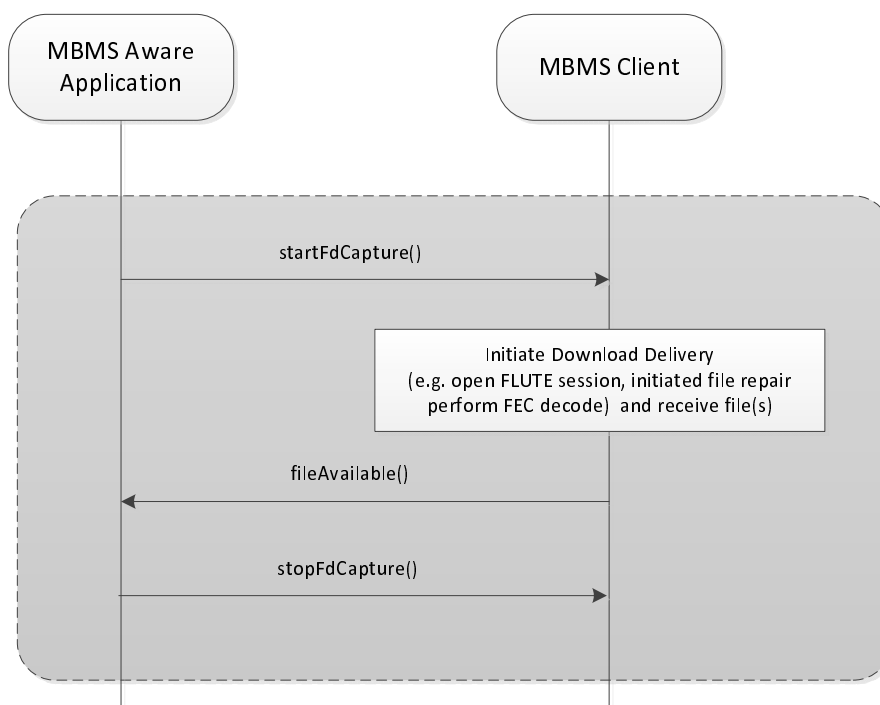 MBMS Aware
Application
MBMS Client
startFdCapture()
Initiate Download Delivery
(e.g. open FLUTE session, initiated file repair
perform FEC decode)  and receive file(s)
fileAvailable()
stopFdCapture()